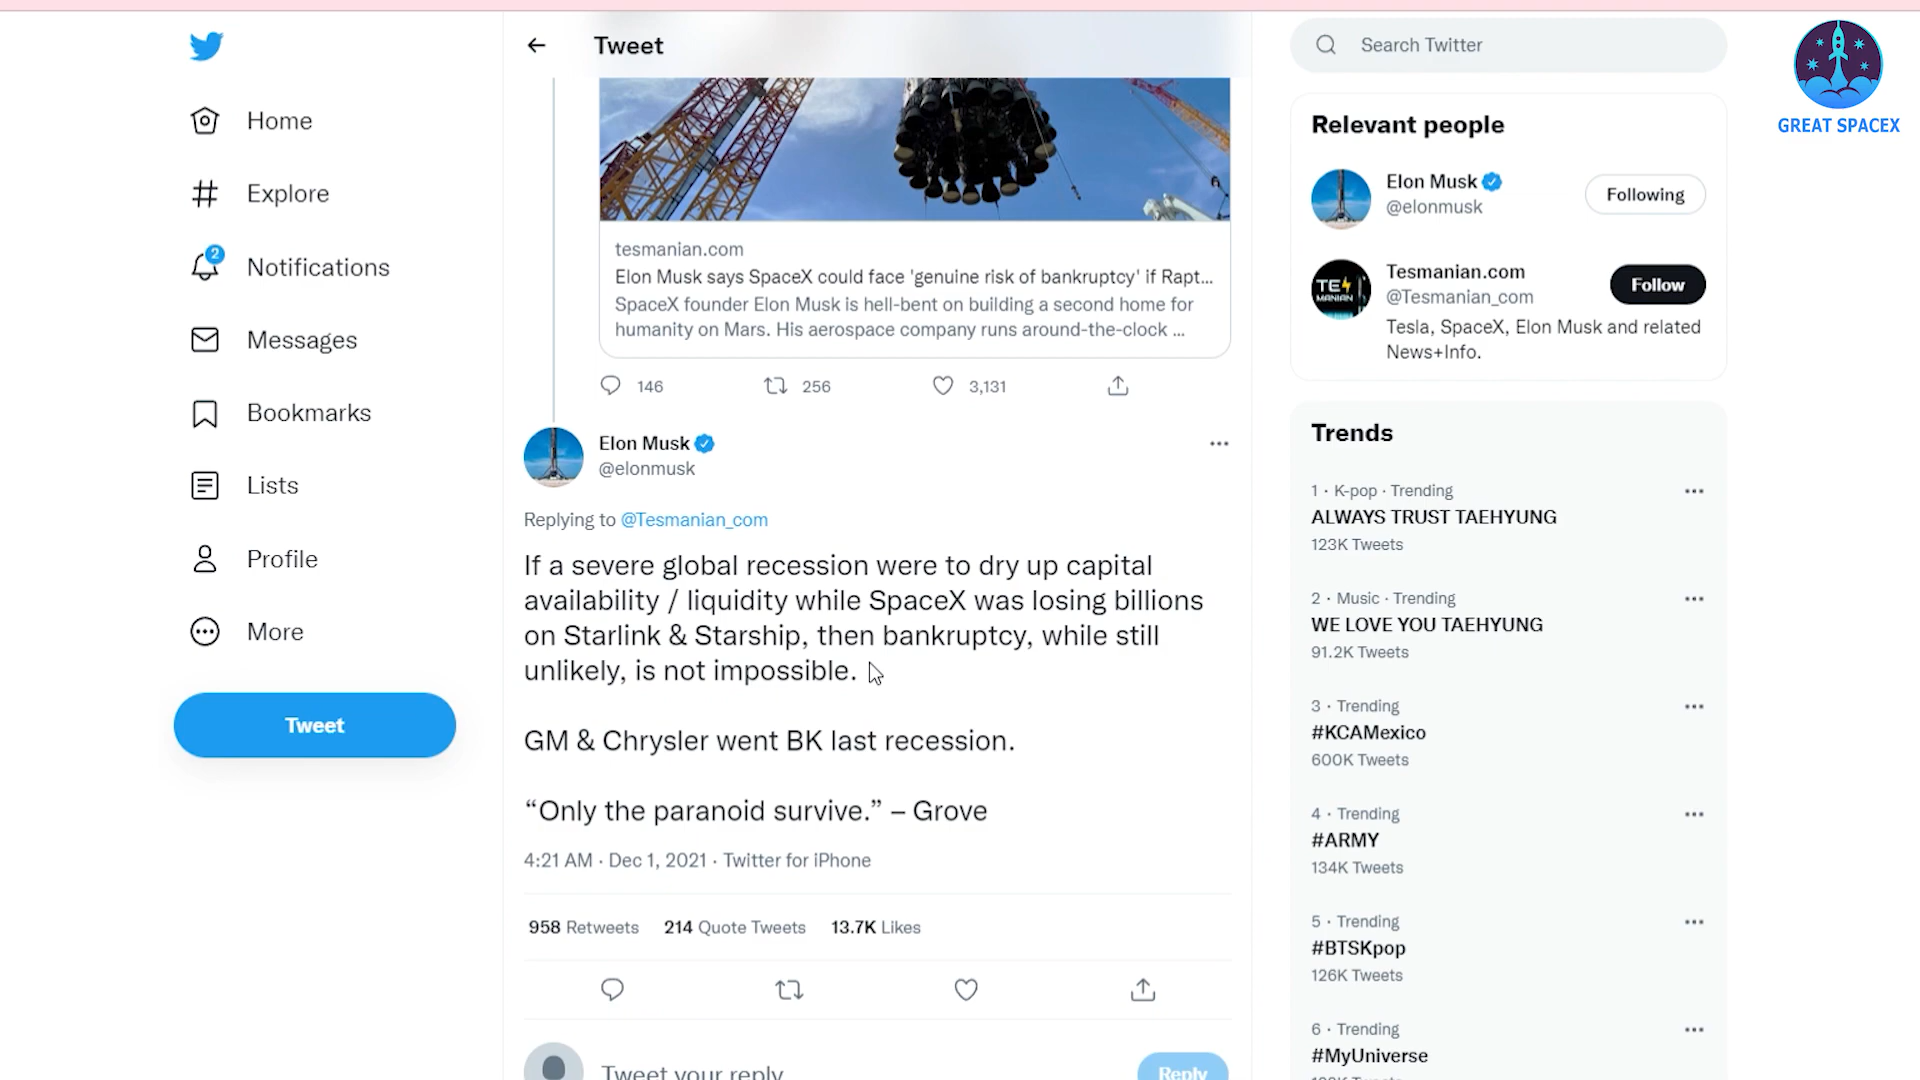 Home
Explore
2
Notifications
Messages
Bookmarks
Lists
Profile
More
Tweet
Tweet
tesmanian.com
Elon Musk says SpaceX could face 'genuine risk of bankruptcy' if Rapt...
SpaceX founder Elon Musk is hell-bent on building a second home for
humanity on Mars. His aerospace company runs around-the-clock ...
146
256
3,131
Elon Musk
@elonmusk
Replying to @Tesmanian_com
If a severe global recession were to dry up capital
availability / liquidity while SpaceX was losing billions
on Starlink & Starship, then bankruptcy, while still
unlikely, is not impossible.
GM & Chrysler went BK last recession.
“Only the paranoid survive.” – Grove
4:21 AM · Dec 1, 2021 · Twitter for iPhone
958 Retweets 214 Quote Tweets 13.7K Likes
Tweet your reply
Reply
Search Twitter
Relevant people
Elon Musk
@elonmusk
Following
TES
MANIAN
Tesmanian.com
@Tesmanian_com
Follow
Tesla, SpaceX, Elon Musk and related
News+Info.
Trends
1 · K-pop · Trending
ALWAYS TRUST TAEHYUNG
123K Tweets
2 · Music · Trending
WE LOVE YOU TAEHYUNG
91.2K Tweets
3 · Trending
#KCAMexico
600K Tweets
4 · Trending
#ARMY
134K Tweets
5 · Trending
#BTSKpop
126K Tweets
6 · Trending
#MyUniverse
GREAT SPACEX